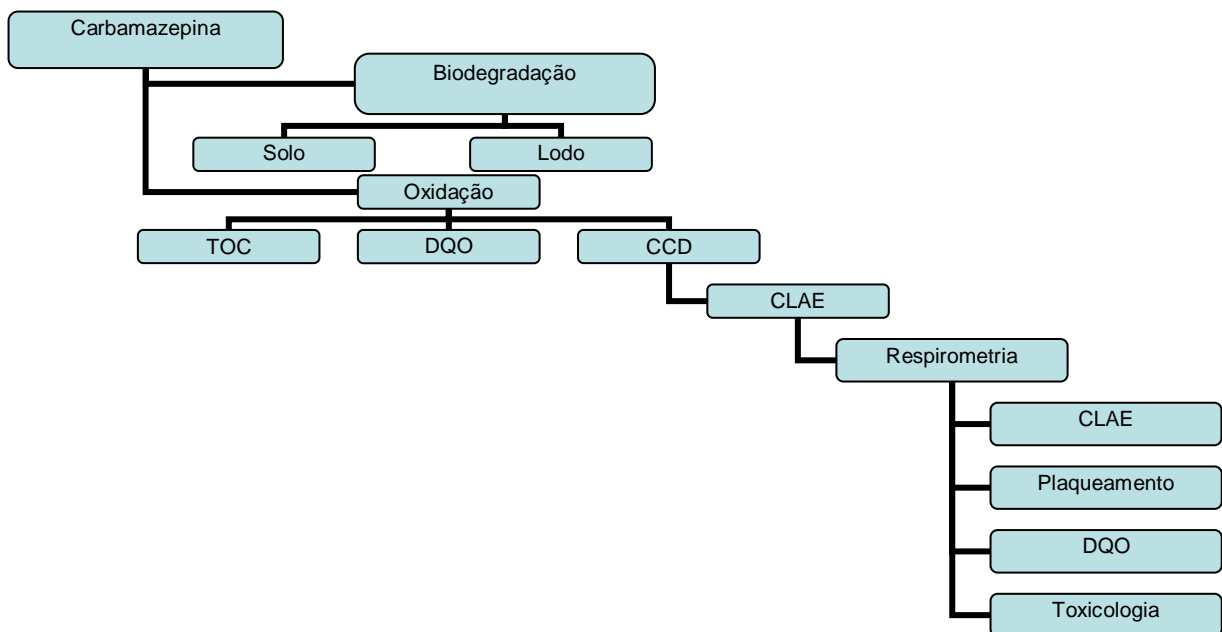 Carbamazepina
Biodegradação
Solo
Lodo
Oxidação
TOC
DQO
CCD
CLAE
Respirometria
CLAE
Plaqueamento
DQO
Toxicologia